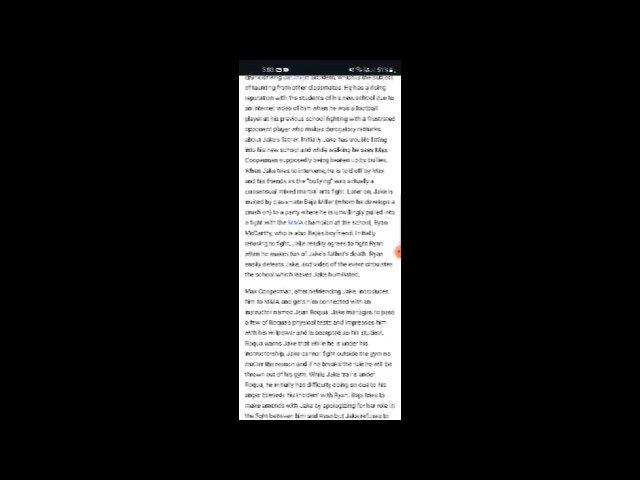 of taunting from other classmates. He has a rising
reputation with the students of his new school due to
an internet video of him when he was a football
player at his previous school fighting with a frustrated
opponent player who makes derogatory remarks
about Jake's father. Initially Jake has trouble fitting
into his new school and while walking he sees Max
Cooperman supposedly being beaten up by bullies.
When Jake tries to intervene, he is told off by Max
and his friends as the "bullying" was actually a
consensual mixed martial arts fight. Later on, Jake is
invited by classmate Baja Miller (whom he develops a
crush on) to a party where he is unwillingly pulled into
a fight with the MMA champion at the school, Ryan
McCarthy, who is also Baja's boyfriend. Initially
refusing to fight, Jake readily agrees to fight Ryan
when he makes fun of Jake's father's death. Ryan
easily defeats Jake, and video of the event circulates
the school which leaves Jake humiliated.
Max Cooperman, after befriending Jake, introduces
him to MMA and gets him connected with an
instructor named Jean Roqua. Jake manages to pass
a few of Roqua's physical tests and impresses him
with his willpower and is accepted as his student.
Roqua warns Jake that while he is under his
instructorship, Jake cannot fight outside the gym no
matter the reason and if he breaks the rule he will be
thrown out of his gym. While Jake trains under
Roqua, he initially has difficulty doing so due to his
anger towards his incident with Ryan. Baja tries to
make amends with Jake by apologizing for her role in
the fight between him and Ryan but Jake refuses to